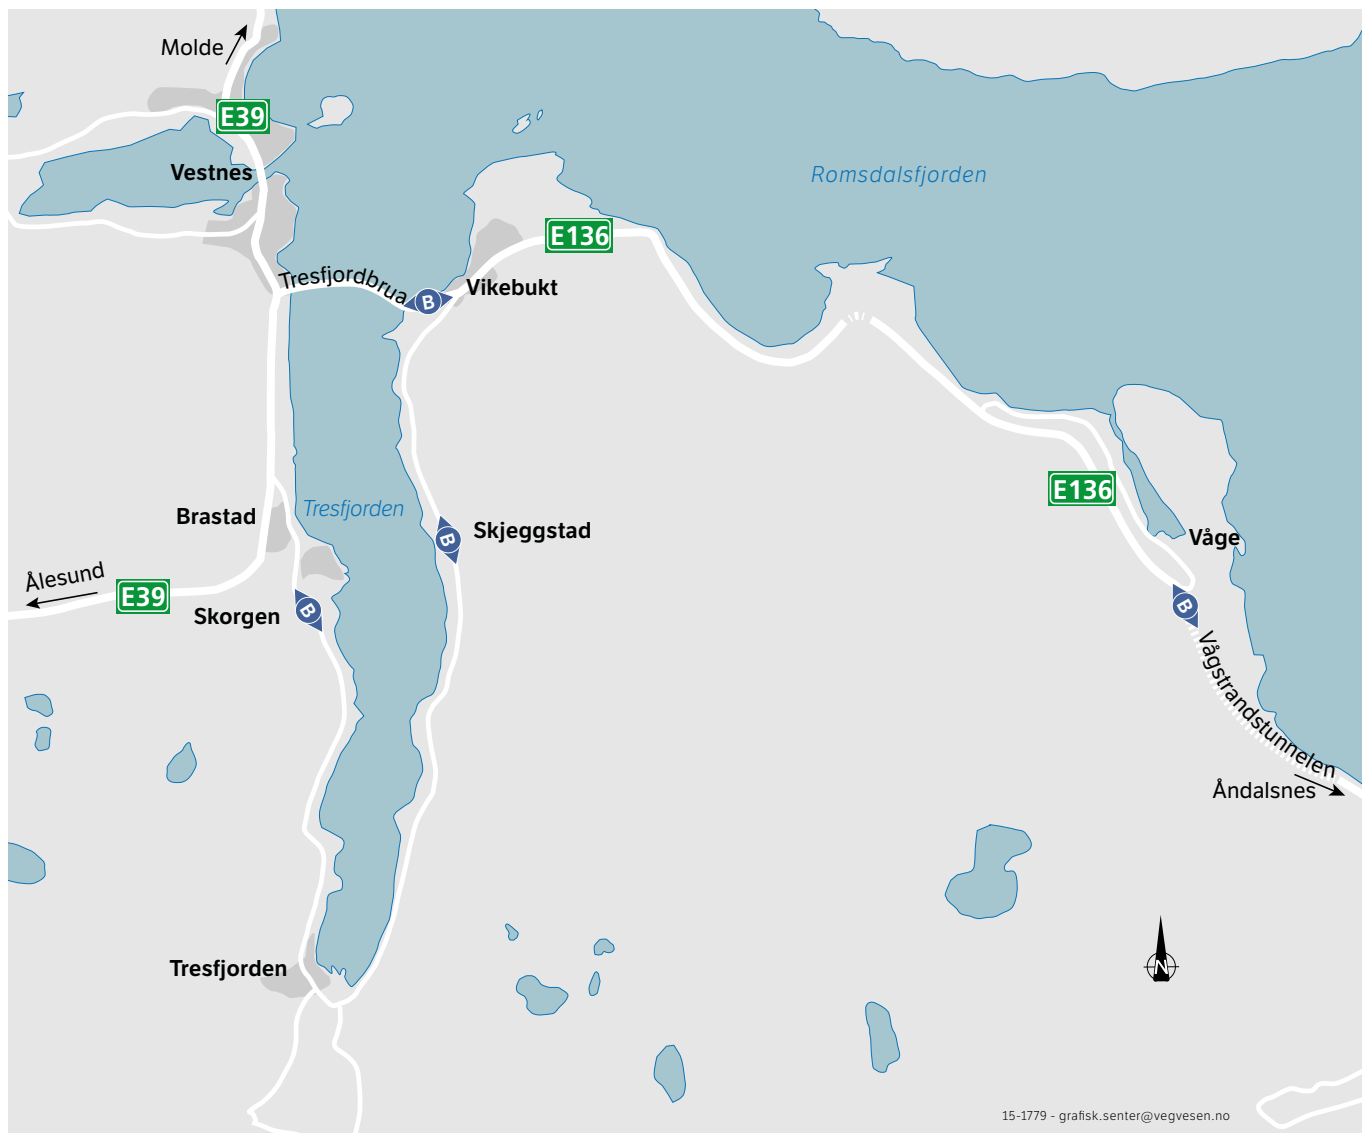 Molde
E39
Vestnes
Romsdalsfjorden
E136
Tresfjordbrua
B
Vikebukt
E136
Brastad
Tresfjorden
B
Skjeggstad
Våge
Ålesund
E39
Skorgen
B
B
Vågstrandstunnelen
Åndalsnes
Tresfjorden
N
15-1779 - grafisk.senter@vegvesen.no